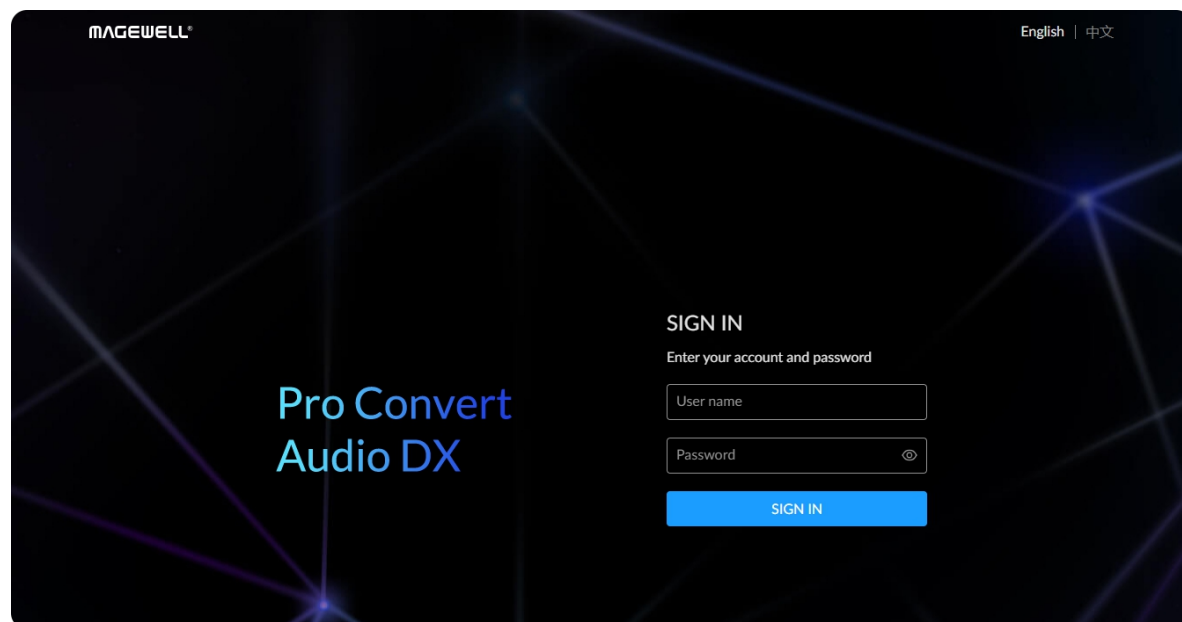 MAGEWELL®
English | 中文
SIGN IN
Enter your account and password
Pro Convert
Audio DX
User name
Password
SIGN IN